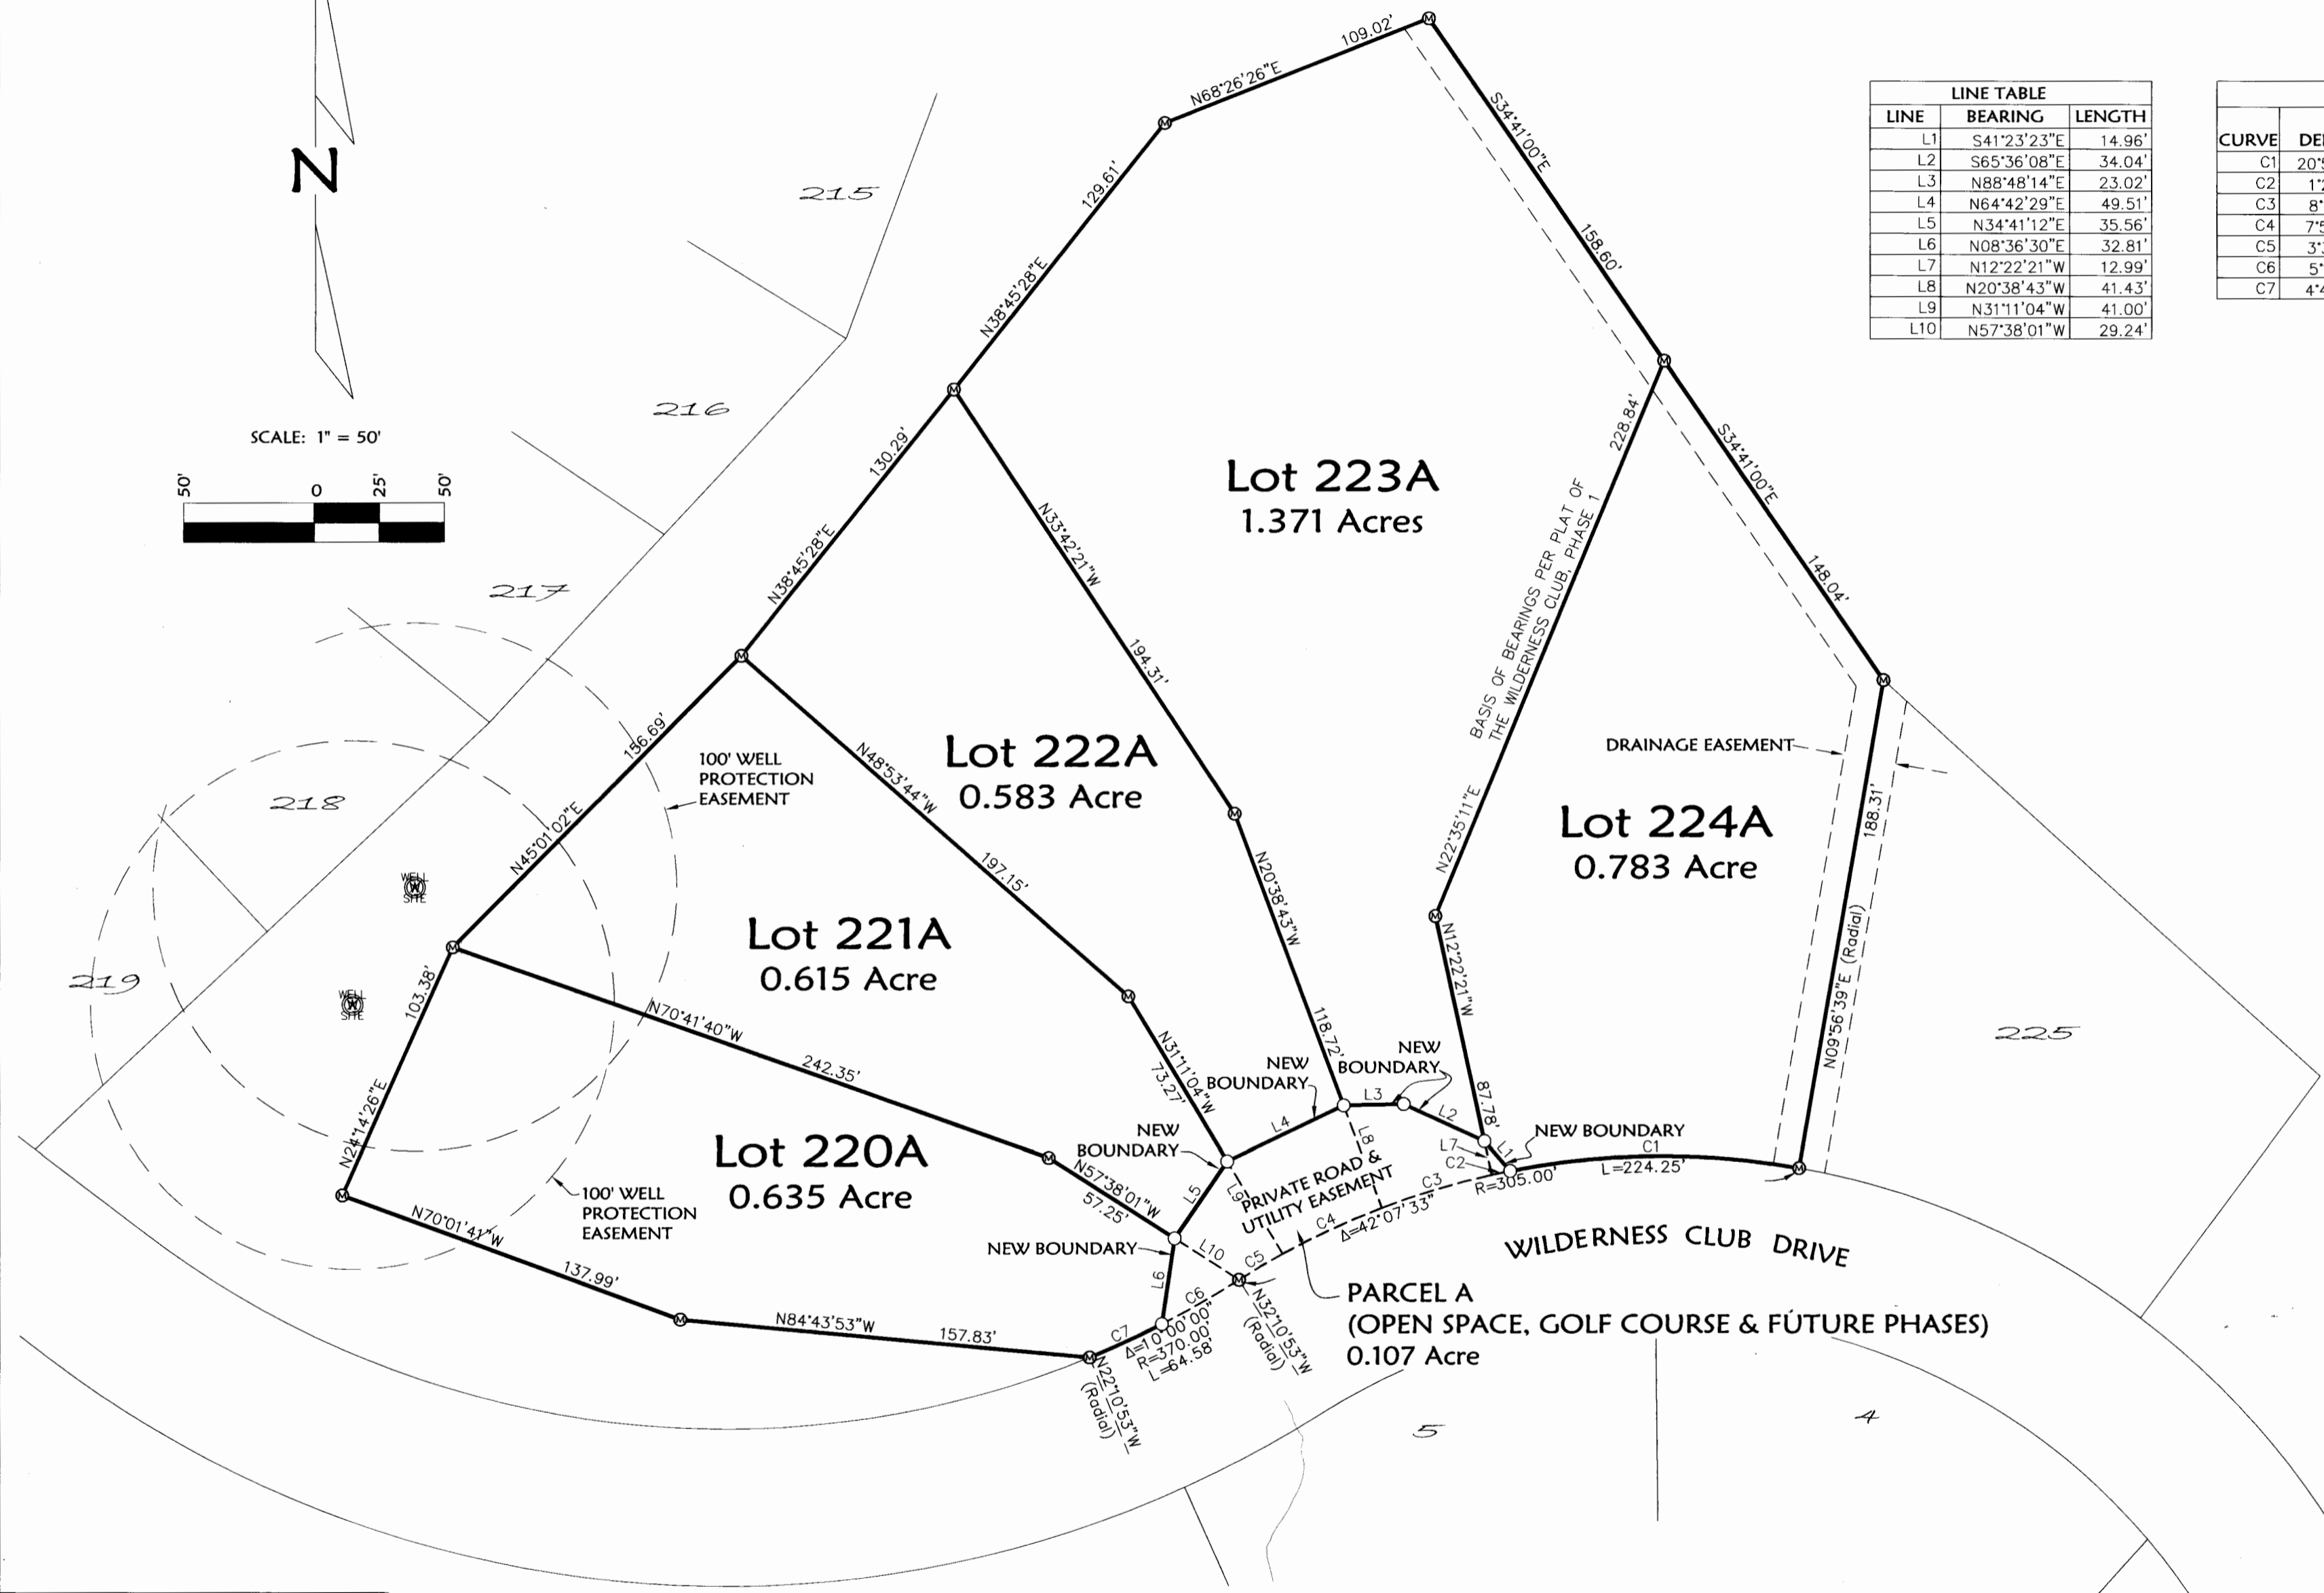 N
SCALE: 1" = 50'
50'
0
25'
50'
215
216
217
218
219
225
5
4
WELL
W
SITE
WELL
SITE
N68°26'26"E
109.02'
129.61'
N38°45'28"E
130.29'
N38°45'28"E
156.69'
N45°01'02"E
103.38'
N24°14'26"E
N70°01'41"W
137.99'
N84°43'53"W
157.83'
S34°41'00"E
158.60'
S34°41'00"E
148.04'
188.31'
N09°56'39"E (Radial)
N33°42'21"W
194.31'
N20°38'43"W
118.72'
N48°53'44"W
197.15'
N31°11'04"W
73.27'
N70°41'40"W
242.35'
N57°38'01"W
57.25'
228.84'
N22°35'11"E
N12°22'21"W
87.78'
BASIS OF BEARINGS PER PLAT OF
THE WILDERNESS CLUB, PHASE 1
Lot 223A
1.371 Acres
Lot 222A
0.583 Acre
Lot 221A
0.615 Acre
Lot 220A
0.635 Acre
Lot 224A
0.783 Acre
100' WELL
PROTECTION
EASEMENT
100' WELL
PROTECTION
EASEMENT
DRAINAGE EASEMENT
NEW
BOUNDARY
NEW
BOUNDARY
NEW
BOUNDARY
NEW BOUNDARY
NEW BOUNDARY
L1
L2
L3
L4
L5
L6
L7
L8
L9
L10
C1
L=224.25'
C2
C3
R=305.00'
C4
Δ=42°07'33"
C5
C6
C7
Δ=10°00'00"
R=370.00'
L=64.58'
N32°10'53"W
(Radial)
N22°10'53"W
(Radial)
PRIVATE ROAD &
UTILITY EASEMENT
WILDERNESS CLUB DRIVE
PARCEL A
(OPEN SPACE, GOLF COURSE & FUTURE PHASES)
0.107 Acre
LINE TABLE
LINE BEARING LENGTH
L1 S41°23'23"E 14.96'
L2 S65°36'08"E 34.04'
L3 N88°48'14"E 23.02'
L4 N64°42'29"E 49.51'
L5 N34°41'12"E 35.56'
L6 N08°36'30"E 32.81'
L7 N12°22'21"W 12.99'
L8 N20°38'43"W 41.43'
L9 N31°11'04"W 41.00'
L10 N57°38'01"W 29.24'
CURVE
C1 20°
C2 1°
C3 8°
C4 7°
C5 3°
C6 5°
C7 4°